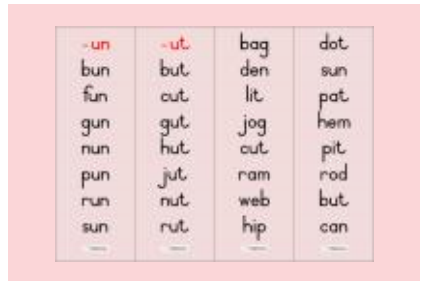 -un -ut bag dot
bun but den sun
fun cut lit pat
gun gut jog hem
nun hut cut pit
pun jut ram rod
run nut web but
sun rut hip can